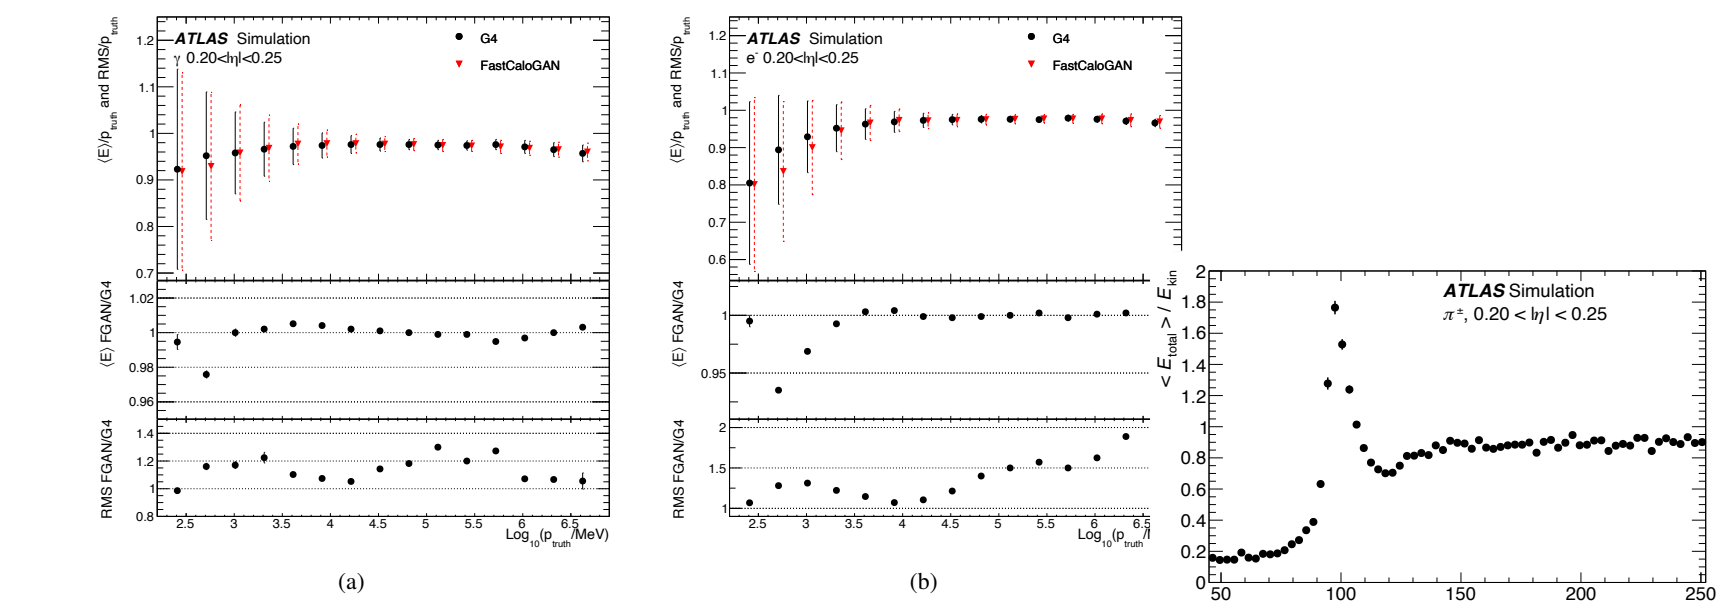 ATLAS Simulation
γ 0.20<|η|<0.25
G4
FastCaloGAN
⟨E⟩/p_truth and RMS/p_truth
1.2
1.1
1
0.9
0.8
0.7
⟨E⟩ FGAN/G4
1.02
1
0.98
0.96
RMS FGAN/G4
1.4
1.2
1
0.8
2.5 3 3.5 4 4.5 5 5.5 6 6.5
Log₁₀(p_truth/MeV)
(a)
ATLAS Simulation
e⁻ 0.20<|η|<0.25
G4
FastCaloGAN
⟨E⟩/p_truth and RMS/p_truth
1.2
1.1
1
0.9
0.8
0.7
0.6
⟨E⟩ FGAN/G4
1
0.95
RMS FGAN/G4
2
1.5
1
2.5 3 3.5 4 4.5 5 5.5 6 6.5
Log₁₀(p_truth/
(b)
ATLAS Simulation
π±, 0.20 < |η| < 0.25
< E_total > / E_kin
2
1.8
1.6
1.4
1.2
1
0.8
0.6
0.4
0.2
0
50 100 150 200 250